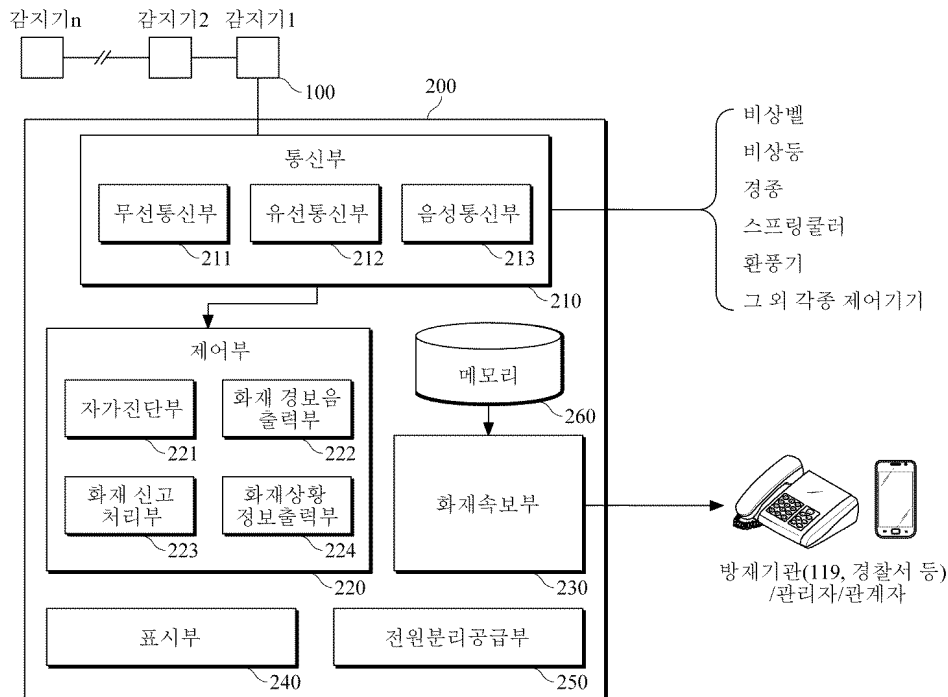 감지기n
감지기2
감지기1
100
200
통신부
무선통신부
유선통신부
음성통신부
211
212
213
210
비상벨
비상등
경종
스프링쿨러
환풍기
그 외 각종 제어기기
제어부
자가진단부
화재 경보음
출력부
221
222
화재 신고
처리부
화재상황
정보출력부
223
224
220
메모리
260
화재속보부
230
방재기관(119, 경찰서 등)
/관리자/관계자
표시부
240
전원분리공급부
250